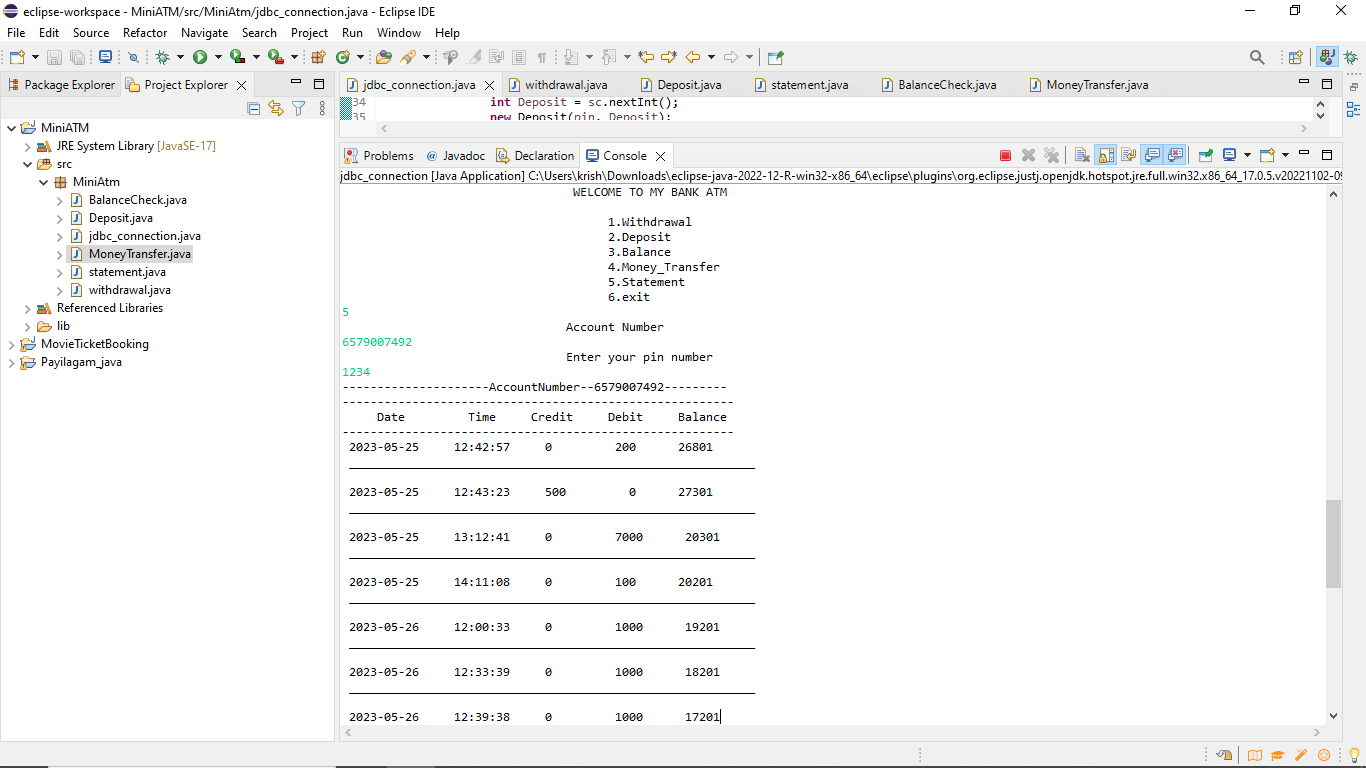 eclipse-workspace - MiniATM/src/MiniAtm/jdbc_connection.java - Eclipse IDE
File Edit Source Refactor Navigate Search Project Run Window Help
Package Explorer Project Explorer
MiniATM
JRE System Library [JavaSE-17]
src
MiniAtm
BalanceCheck.java
Deposit.java
jdbc_connection.java
MoneyTransfer.java
statement.java
withdrawal.java
Referenced Libraries
lib
MovieTicketBooking
Payilagam_java
jdbc_connection.java withdrawal.java Deposit.java statement.java BalanceCheck.java MoneyTransfer.java
34 int Deposit = sc.nextInt();
35 new Deposit(pin, Deposit);
Problems Javadoc Declaration Console
jdbc_connection [Java Application] C:\Users\krish\Downloads\eclipse-java-2022-12-R-win32-x86_64\eclipse\plugins\org.eclipse.justj.openjdk.hotspot.jre.full.win32.x86_64_17.0.5.v20221102-09
WELCOME TO MY BANK ATM
1.Withdrawal
2.Deposit
3.Balance
4.Money_Transfer
5.Statement
6.exit
5
Account Number
6579007492
Enter your pin number
1234
---------------------AccountNumber--6579007492---------
--------------------------------------------------------
Date Time Credit Debit Balance
--------------------------------------------------------
2023-05-25 12:42:57 0 200 26801
2023-05-25 12:43:23 500 0 27301
2023-05-25 13:12:41 0 7000 20301
2023-05-25 14:11:08 0 100 20201
2023-05-26 12:00:33 0 1000 19201
2023-05-26 12:33:39 0 1000 18201
2023-05-26 12:39:38 0 1000 17201